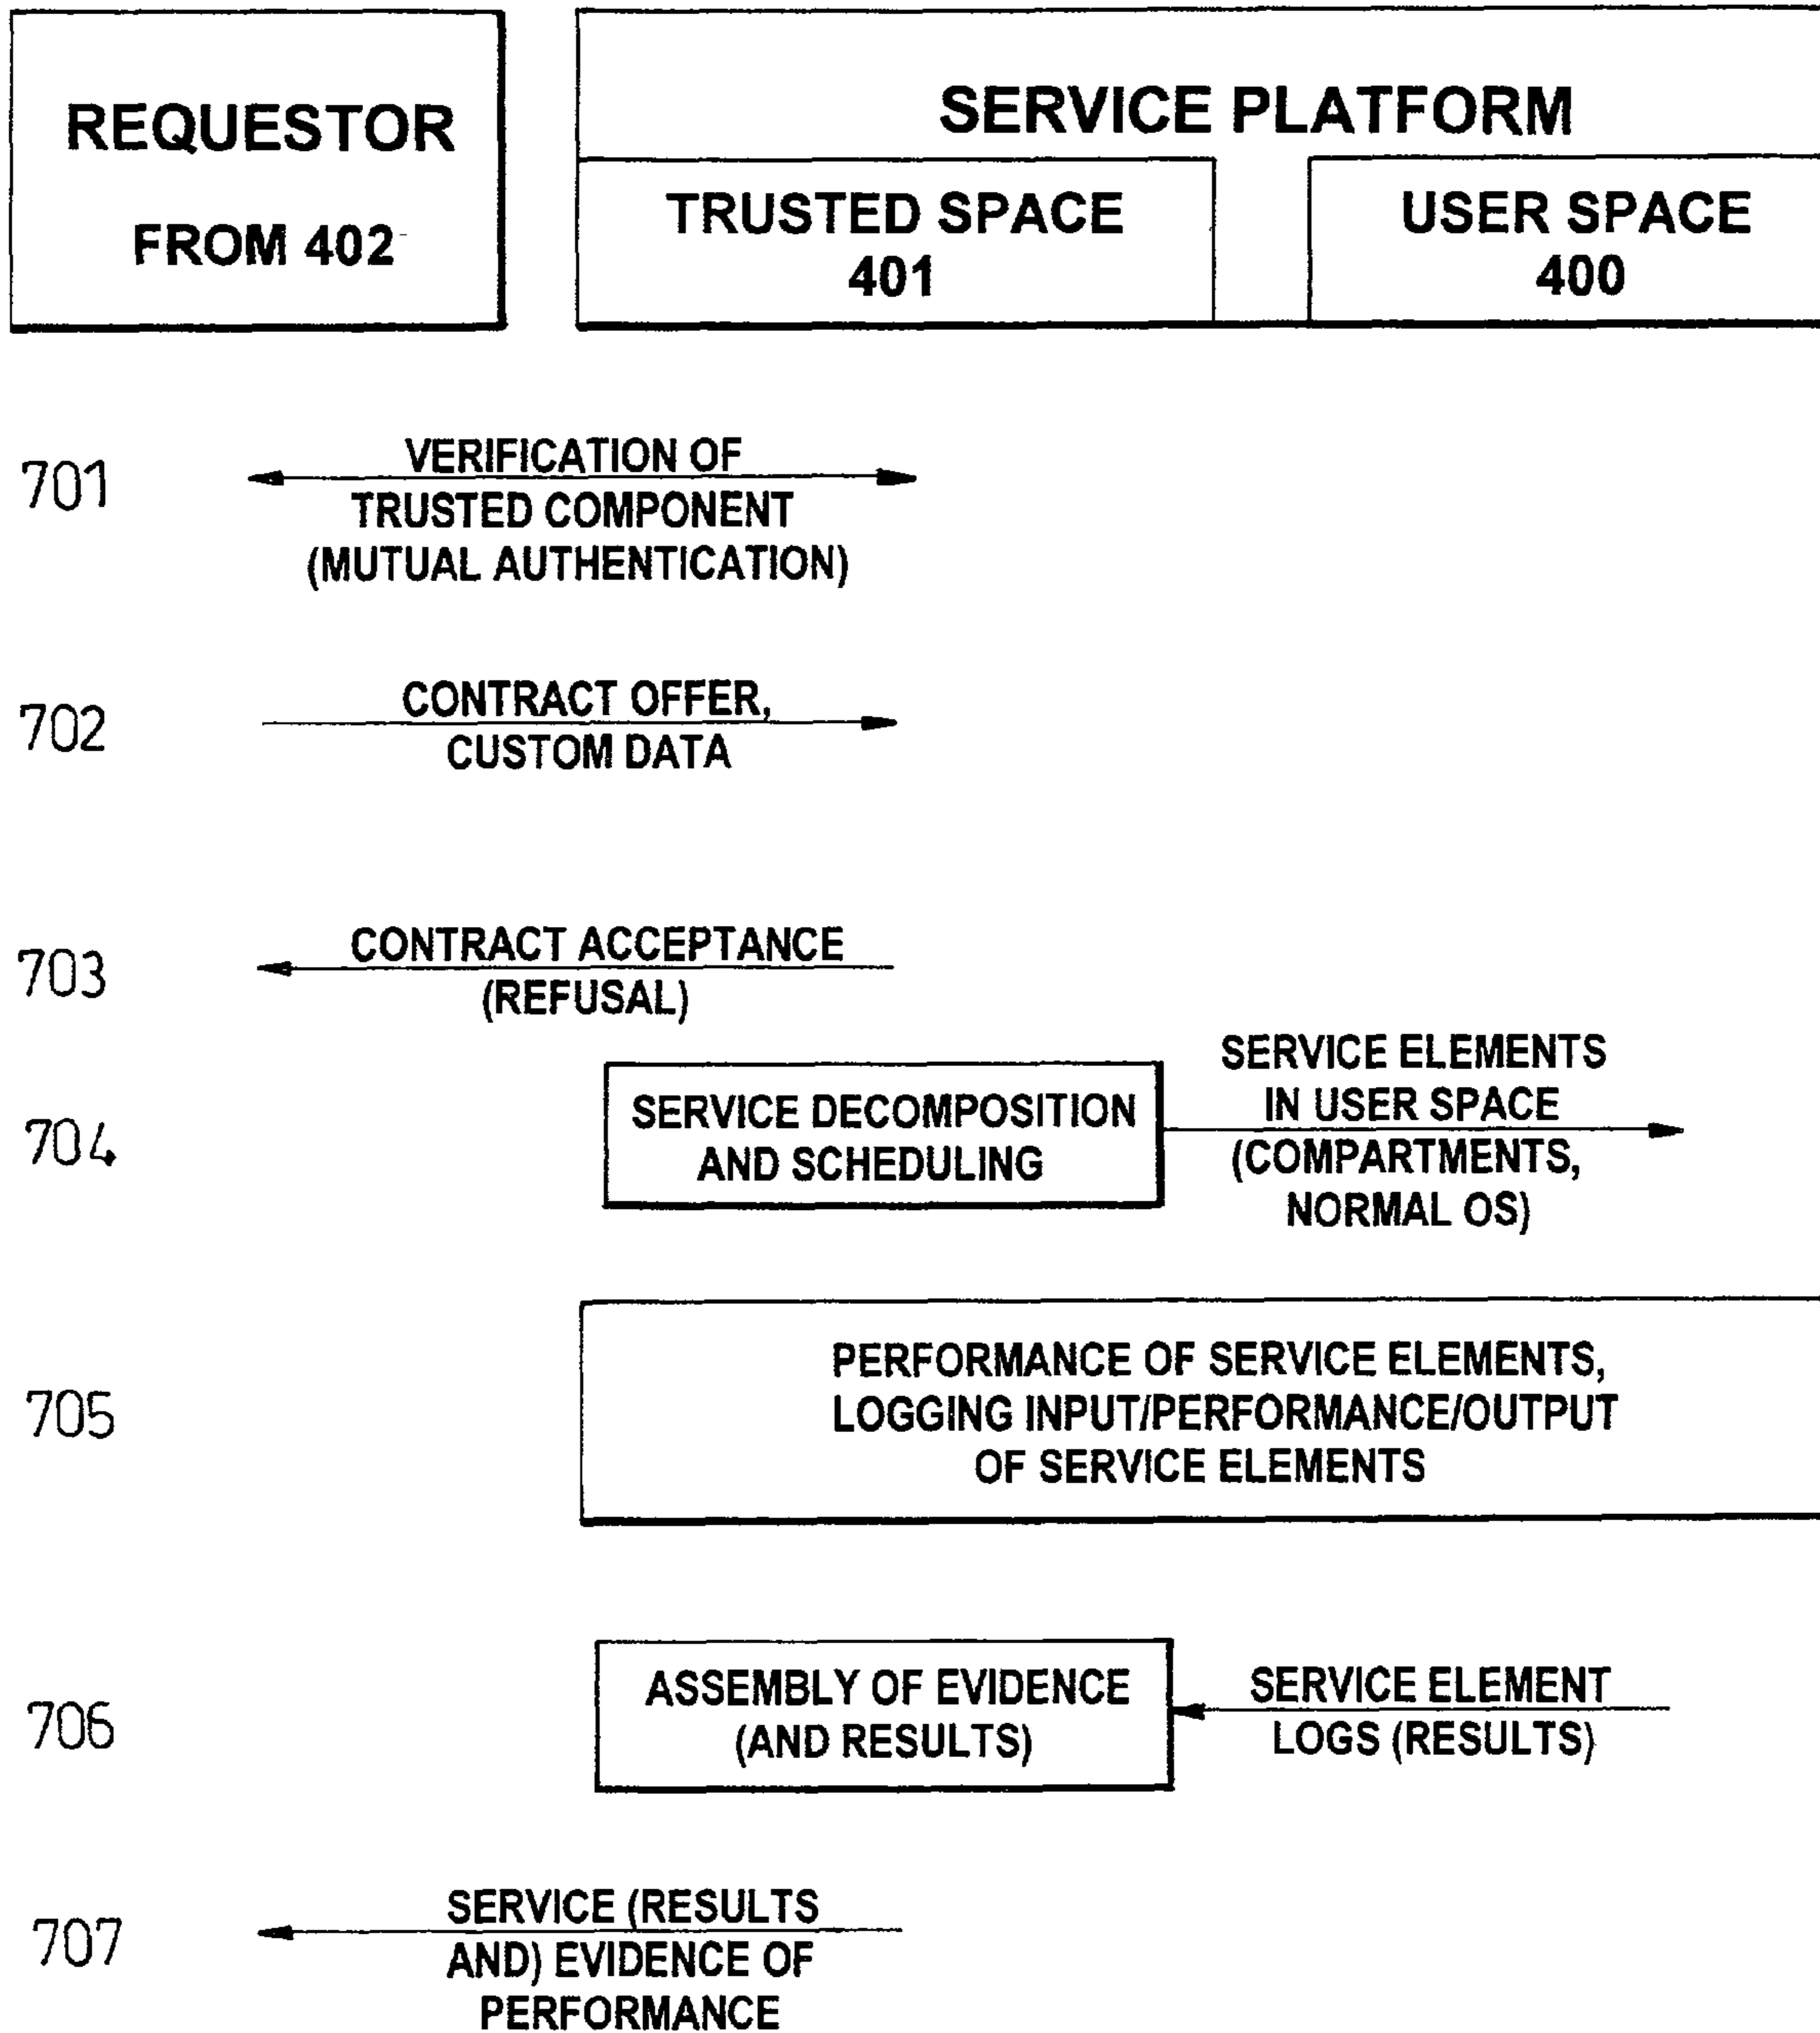 REQUESTOR
FROM 402
SERVICE PLATFORM
TRUSTED SPACE
401
USER SPACE
400
701
VERIFICATION OF
TRUSTED COMPONENT
(MUTUAL AUTHENTICATION)
702
CONTRACT OFFER,
CUSTOM DATA
703
CONTRACT ACCEPTANCE
(REFUSAL)
704
SERVICE DECOMPOSITION
AND SCHEDULING
SERVICE ELEMENTS
IN USER SPACE
(COMPARTMENTS,
NORMAL OS)
705
PERFORMANCE OF SERVICE ELEMENTS,
LOGGING INPUT/PERFORMANCE/OUTPUT
OF SERVICE ELEMENTS
706
ASSEMBLY OF EVIDENCE
(AND RESULTS)
SERVICE ELEMENT
LOGS (RESULTS)
707
SERVICE (RESULTS
AND) EVIDENCE OF
PERFORMANCE